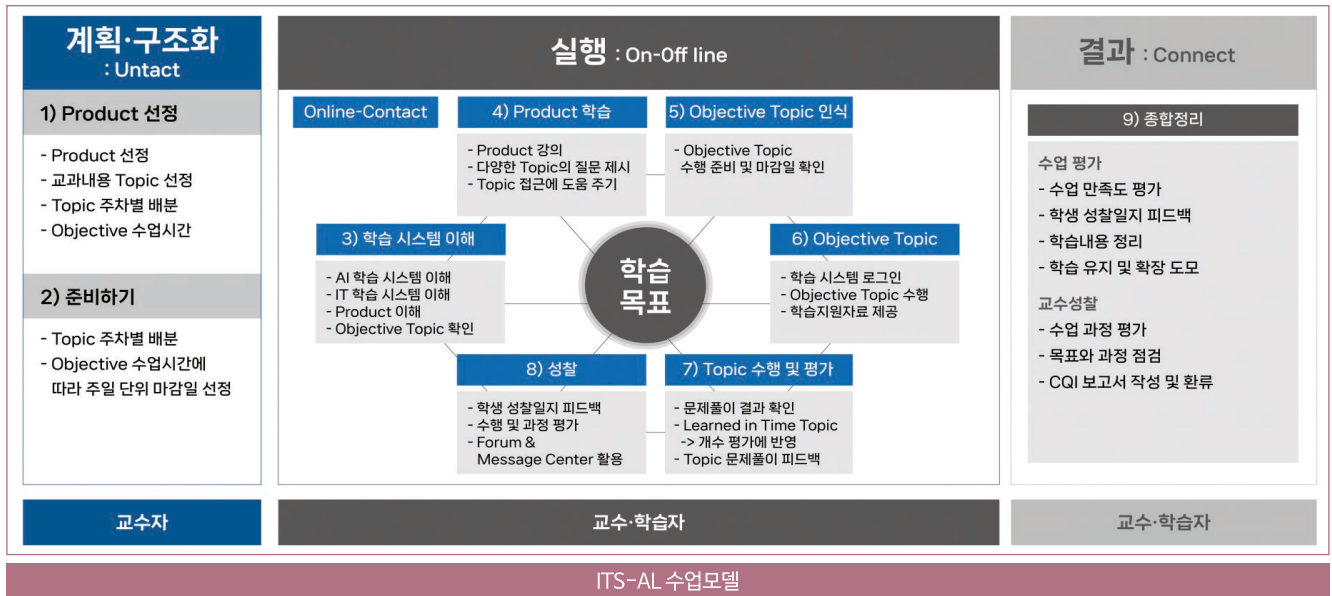 계획·구조화
: Untact
1) Product 선정
- Product 선정
- 교과내용 Topic 선정
- Topic 주차별 배분
- Objective 수업시간
2) 준비하기
- Topic 주차별 배분
- Objective 수업시간에
따라 주일 단위 마감일 선정
교수자
실행 : On-Off line
Online-Contact
4) Product 학습
- Product 강의
- 다양한 Topic의 질문 제시
- Topic 접근에 도움 주기
5) Objective Topic 인식
- Objective Topic
수행 준비 및 마감일 확인
3) 학습 시스템 이해
- AI 학습 시스템 이해
- IT 학습 시스템 이해
- Product 이해
- Objective Topic 확인
학습
목표
6) Objective Topic
- 학습 시스템 로그인
- Objective Topic 수행
- 학습지원자료 제공
8) 성찰
- 학생 성찰일지 피드백
- 수행 및 과정 평가
- Forum &
Message Center 활용
7) Topic 수행 및 평가
- 문제풀이 결과 확인
- Learned in Time Topic
-> 개수 평가에 반영
- Topic 문제풀이 피드백
교수·학습자
결과 : Connect
9) 종합정리
수업 평가
- 수업 만족도 평가
- 학생 성찰일지 피드백
- 학습내용 정리
- 학습 유지 및 확장 도모
교수성찰
- 수업 과정 평가
- 목표와 과정 점검
- CQI 보고서 작성 및 환류
교수·학습자
ITS-AL 수업모델